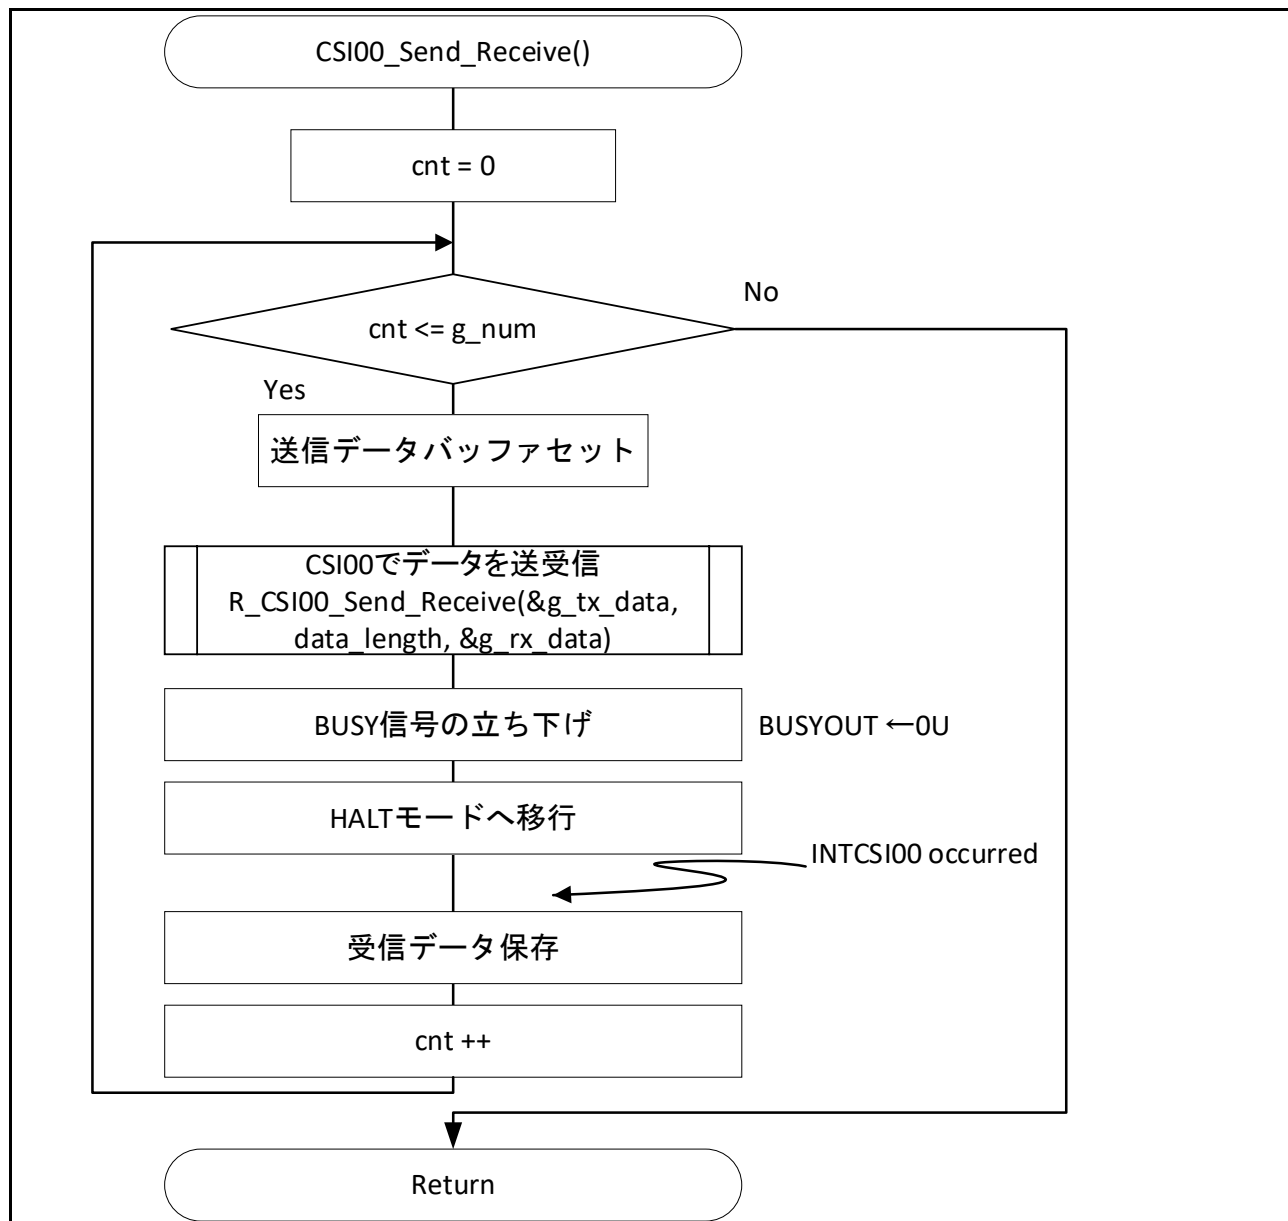 CSI00_Send_Receive()
cnt = 0
cnt <= g_num
No
Yes
送信データバッファセット
CSI00でデータを送受信
R_CSI00_Send_Receive(&g_tx_data,
data_length, &g_rx_data)
BUSY信号の立ち下げ
BUSYOUT ←0U
HALTモードへ移行
INTCSI00 occurred
受信データ保存
cnt ++
Return